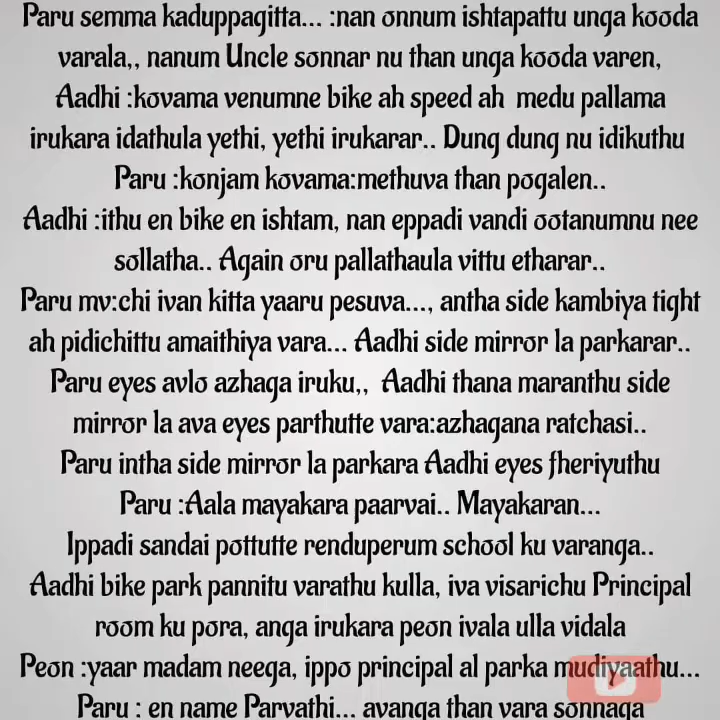 Paru semma kaduppagitta... :nan onnum ishtapattu unga kooda
varala,, nanum Uncle sonnar nu than unga kooda varen,
Aadhi :kovama venumne bike ah speed ah medu pallama
irukara idathula yethi, yethi irukarar.. Dung dung nu idikuthu
Paru :konjam kovama:methuva than pogalen..
Aadhi :ithu en bike en ishtam, nan eppadi vandi ootanumnu nee
sollatha.. Again oru pallathaula vittu etharar..
Paru mv:chi ivan kitta yaaru pesuva..., antha side kambiya tight
ah pidichittu amaithiya vara... Aadhi side mirror la parkarar..
Paru eyes avlo azhaga iruku,, Aadhi thana maranthu side
mirror la ava eyes parthutte vara:azhagana ratchasi..
Paru intha side mirror la parkara Aadhi eyes fheriyuthu
Paru :Aala mayakara paarvai.. Mayakaran...
Ippadi sandai pottutte renduperum school ku varanga..
Aadhi bike park pannitu varathu kulla, iva visarichu Principal
room ku pora, anga irukara peon ivala ulla vidala
Peon :yaar madam neega, ippo principal al parka mudiyaathu...
Paru : en name Parvathi... avanga than vara sonnaga